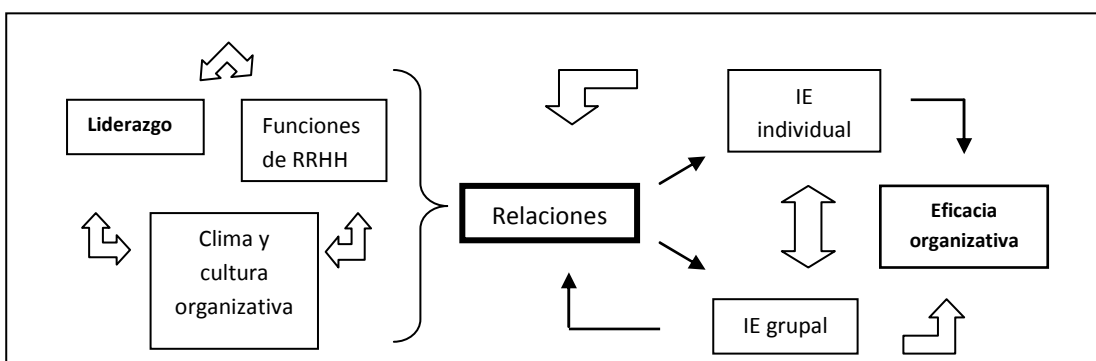 Liderazgo
Funciones
de RRHH
Clima y
cultura
organizativa
Relaciones
IE
individual
IE grupal
Eficacia
organizativa